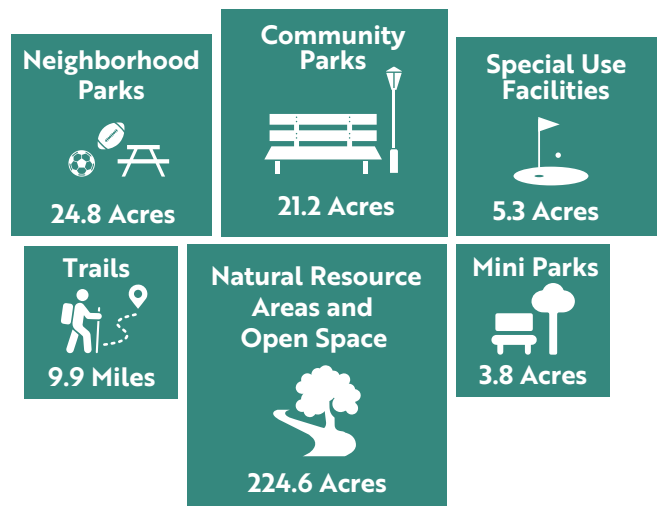 Neighborhood
Parks
24.8 Acres
Community
Parks
21.2 Acres
Special Use
Facilities
5.3 Acres
Trails
9.9 Miles
Natural Resource
Areas and
Open Space
224.6 Acres
Mini Parks
3.8 Acres